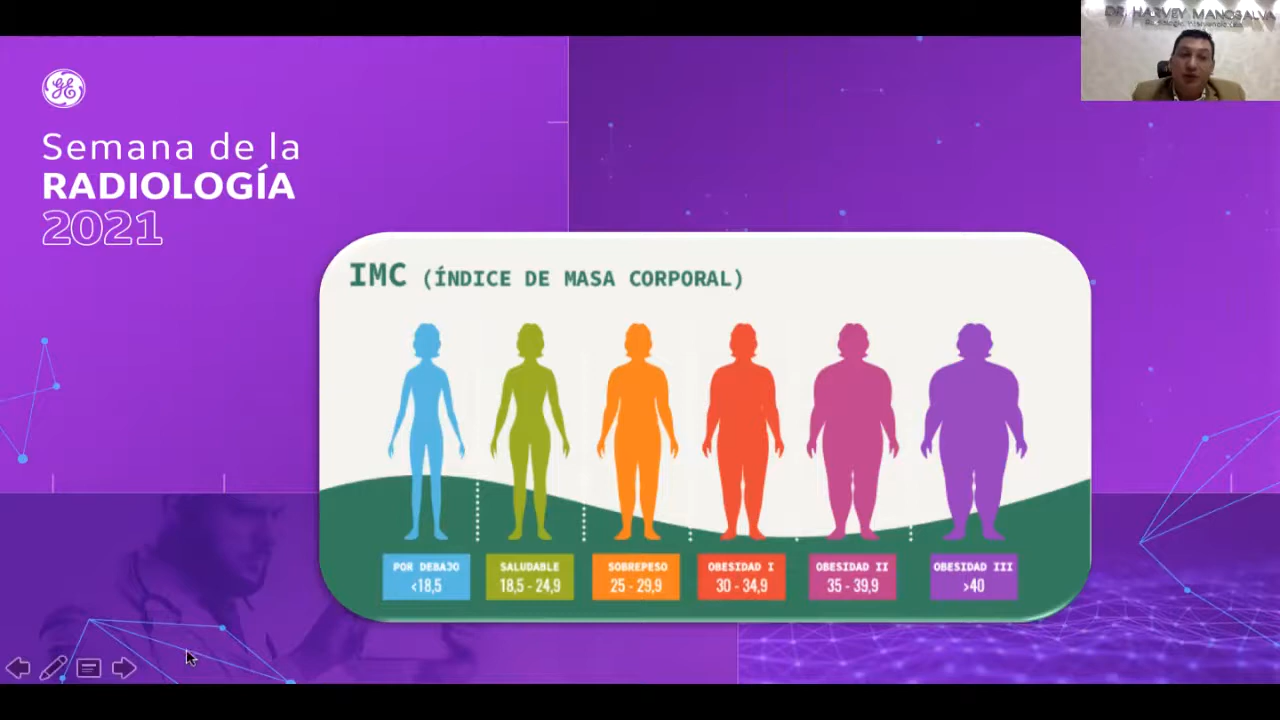 DR. HARVEY MANOSALVA
GE
Semana de la
RADIOLOGÍA
2021
IMC (ÍNDICE DE MASA CORPORAL)
POR DEBAJO
<18,5
SALUDABLE
18,5 - 24,9
SOBREPESO
25 - 29,9
OBESIDAD I
30 - 34,9
OBESIDAD II
35 - 39,9
OBESIDAD III
>40